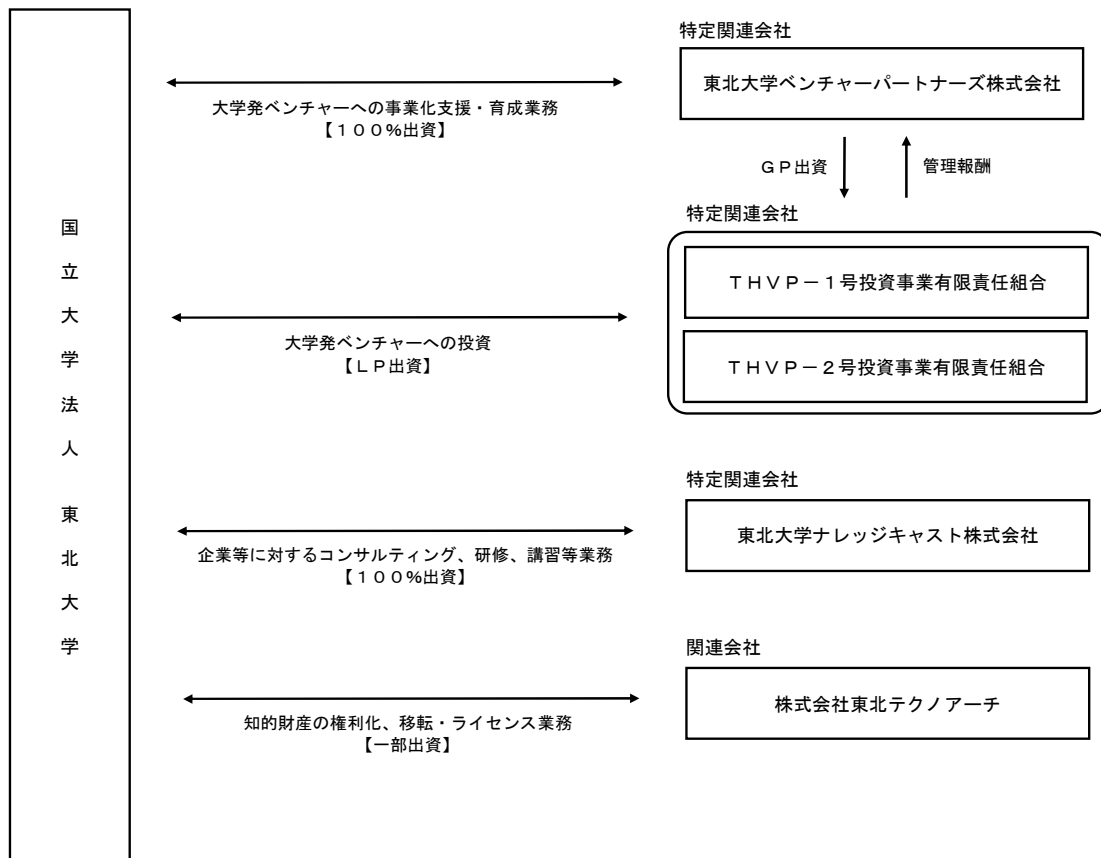 国立大学法人 東北大学
特定関連会社
東北大学ベンチャーパートナーズ株式会社
大学発ベンチャーへの事業化支援・育成業務
【１００％出資】
ＧＰ出資
管理報酬
特定関連会社
ＴＨＶＰ－１号投資事業有限責任組合
ＴＨＶＰ－２号投資事業有限責任組合
大学発ベンチャーへの投資
【ＬＰ出資】
特定関連会社
東北大学ナレッジキャスト株式会社
企業等に対するコンサルティング、研修、講習等業務
【１００％出資】
関連会社
株式会社東北テクノアーチ
知的財産の権利化、移転・ライセンス業務
【一部出資】